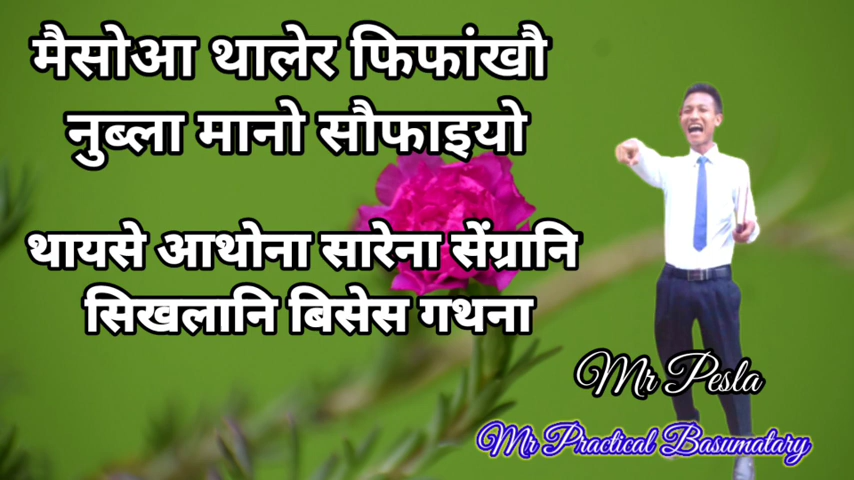 मैसोआ थालेर फिफांखौ
नुब्ला मानो सौफाइयो
थायसे आथोना सारेना सेंग्रानि
सिखलानि बिसेस गथना
Mr Pesla
Mr Practical Basumatary